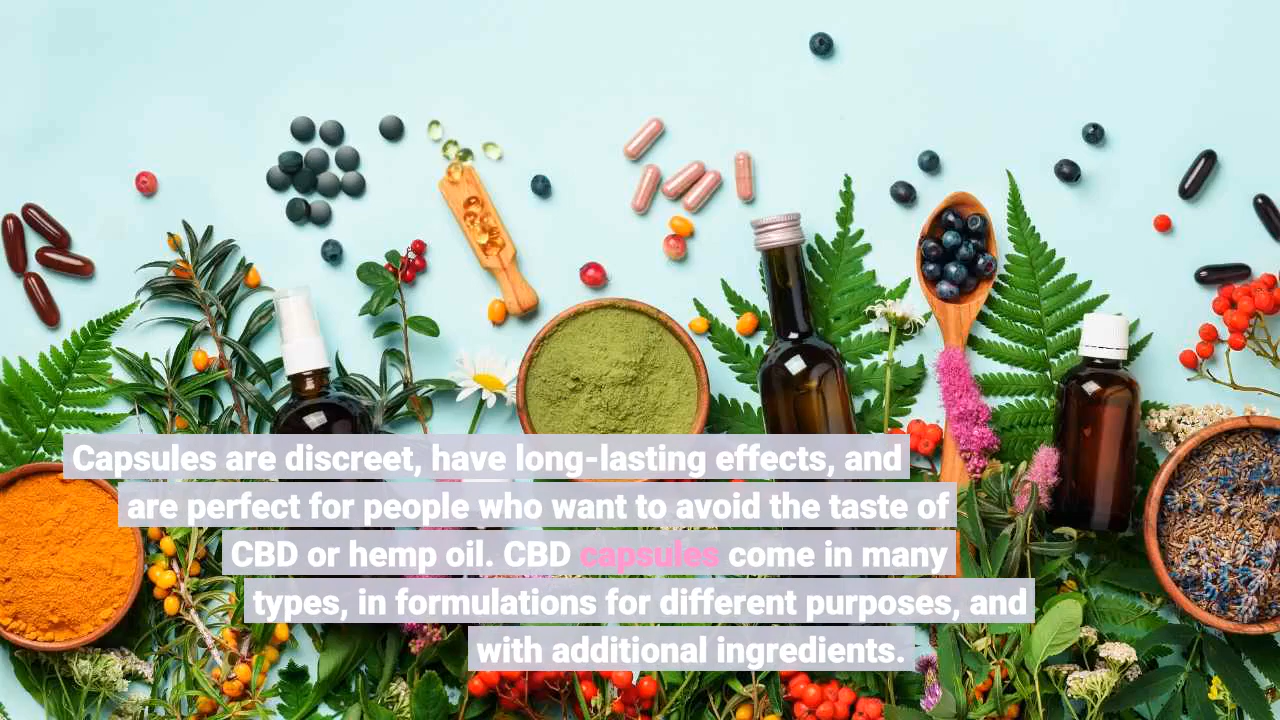 Capsules are discreet, have long-lasting effects, and
are perfect for people who want to avoid the taste of
CBD or hemp oil. CBD capsules come in many
types, in formulations for different purposes, and
with additional ingredients.